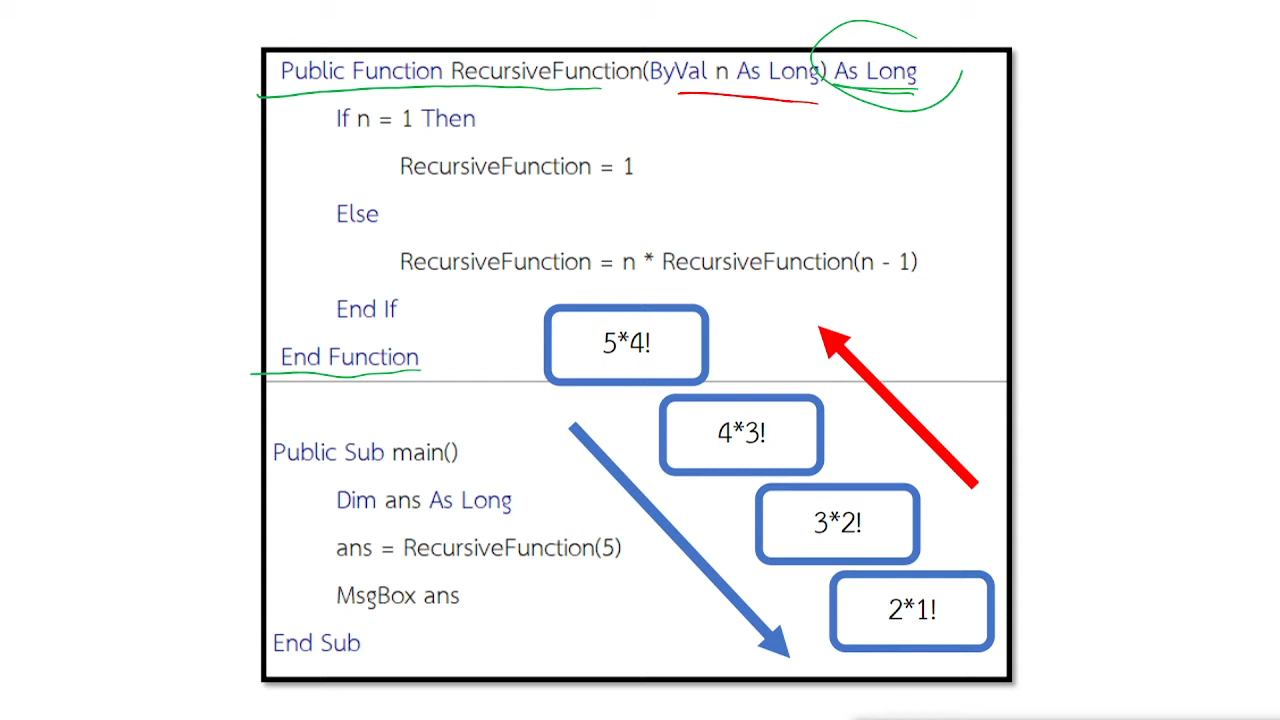 Public Function RecursiveFunction(ByVal n As Long) As Long
If n = 1 Then
RecursiveFunction = 1
Else
RecursiveFunction = n * RecursiveFunction(n - 1)
End If
End Function
5*4!
4*3!
3*2!
2*1!
Public Sub main()
Dim ans As Long
ans = RecursiveFunction(5)
MsgBox ans
End Sub